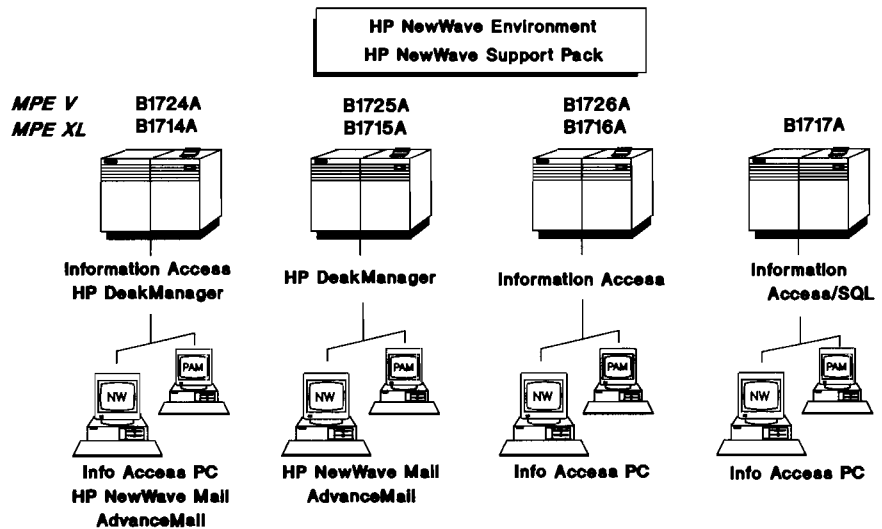 HP NewWave Environment
HP NewWave Support Pack
MPE V B1724A B1725A B1726A
MPE XL B1714A B1715A B1716A B1717A
Information Access
HP DeskManager
HP DeskManager
Information Access
Information
Access/SQL
PAM PAM PAM PAM
NW NW NW NW
Info Access PC
HP NewWave Mail
AdvanceMail
HP NewWave Mail
AdvanceMail
Info Access PC
Info Access PC